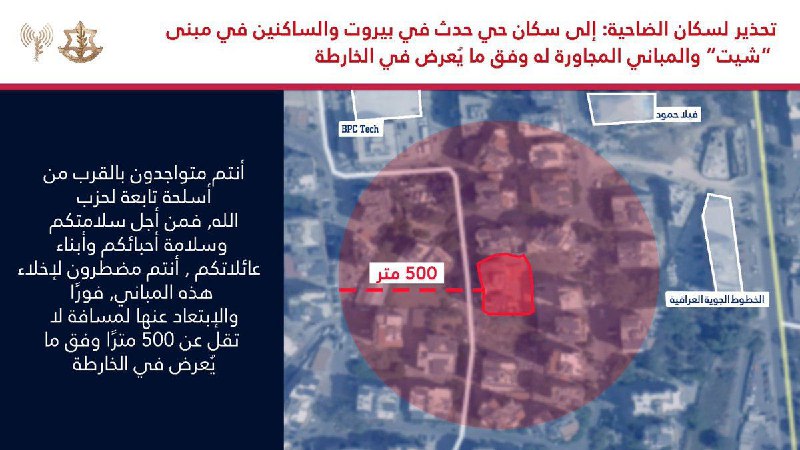 تحذير لسكان الضاحية: إلى سكان حي حدث في بيروت والساكنين في مبنى
“شيت” والمباني المجاورة له وفق ما يُعرض في الخارطة
BPC Tech
فيلا حمود
أنتم متواجدون بالقرب من
أسلحة تابعة لحزب
الله, فمن أجل سلامتكم
وسلامة أحبائكم وأبناء
عائلاتكم , أنتم مضطرون لإخلاء
هذه المباني, فورًا
والإبتعاد عنها لمسافة لا
تقل عن 500 مترًا وفق ما
يُعرض في الخارطة
500 متر
الخطوط الجوية العراقية